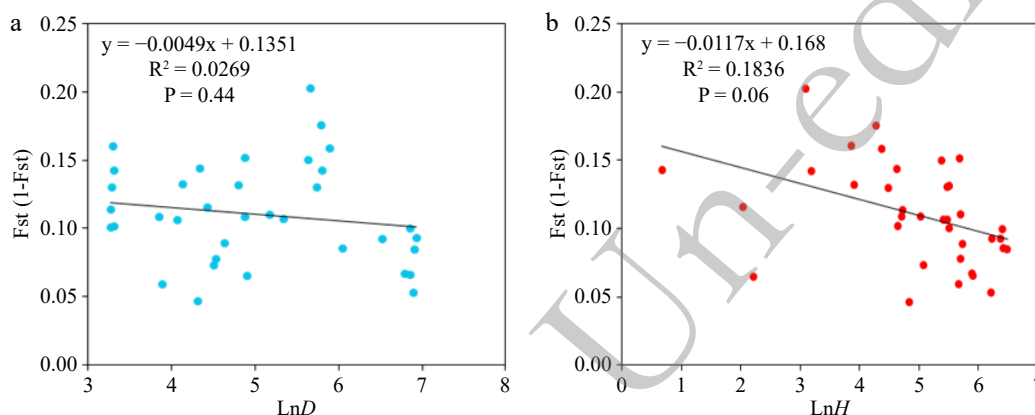 a
y = −0.0049x + 0.1351
R² = 0.0269
P = 0.44
0.25
0.20
0.15
0.10
0.05
0.00
Fst (1-Fst)
3 4 5 6 7 8
LnD
b
y = −0.0117x + 0.168
R² = 0.1836
P = 0.06
0.25
0.20
0.15
0.10
0.05
0.00
Fst (1-Fst)
0 1 2 3 4 5 6 7
LnH
Un-ed